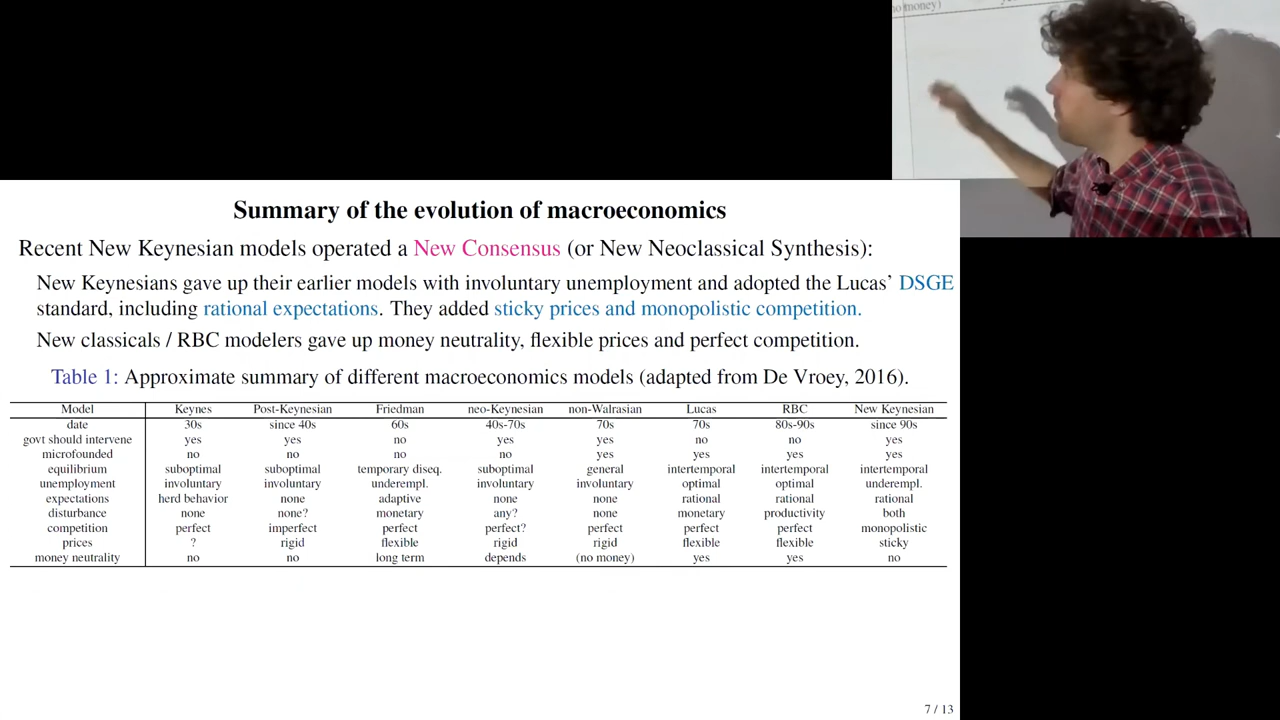 no money)
Summary of the evolution of macroeconomics
Recent New Keynesian models operated a New Consensus (or New Neoclassical Synthesis):
New Keynesians gave up their earlier models with involuntary unemployment and adopted the Lucas' DSGE
standard, including rational expectations. They added sticky prices and monopolistic competition.
New classicals / RBC modelers gave up money neutrality, flexible prices and perfect competition.
Table 1: Approximate summary of different macroeconomics models (adapted from De Vroey, 2016).
Model Keynes Post-Keynesian Friedman neo-Keynesian non-Walrasian Lucas RBC New Keynesian
date 30s since 40s 60s 40s-70s 70s 70s 80s-90s since 90s
govt should intervene yes yes no yes yes no no yes
microfounded no no no no yes yes yes yes
equilibrium suboptimal suboptimal temporary diseq. suboptimal general intertemporal intertemporal intertemporal
unemployment involuntary involuntary underempl. involuntary involuntary optimal optimal underempl.
expectations herd behavior none adaptive none none rational rational rational
disturbance none none? monetary any? none monetary productivity both
competition perfect imperfect perfect perfect? perfect perfect perfect monopolistic
prices ? rigid flexible rigid rigid flexible flexible sticky
money neutrality no no long term depends (no money) yes yes no
7 / 13